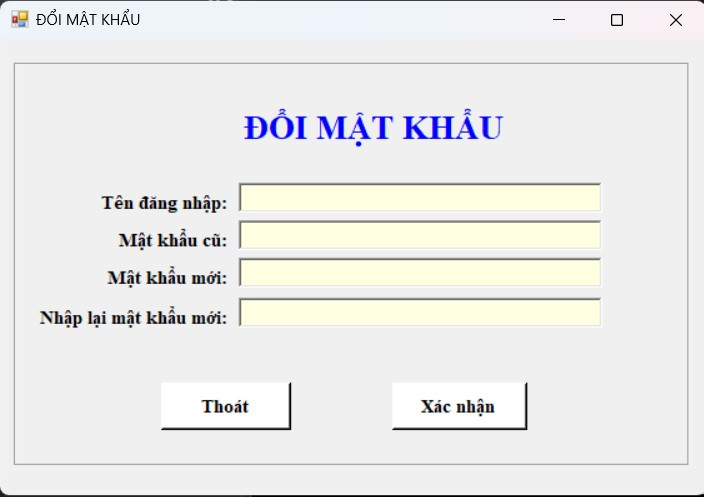 ĐỔI MẬT KHẨU
ĐỔI MẬT KHẨU
Tên đăng nhập:
Mật khẩu cũ:
Mật khẩu mới:
Nhập lại mật khẩu mới:
Thoát
Xác nhận